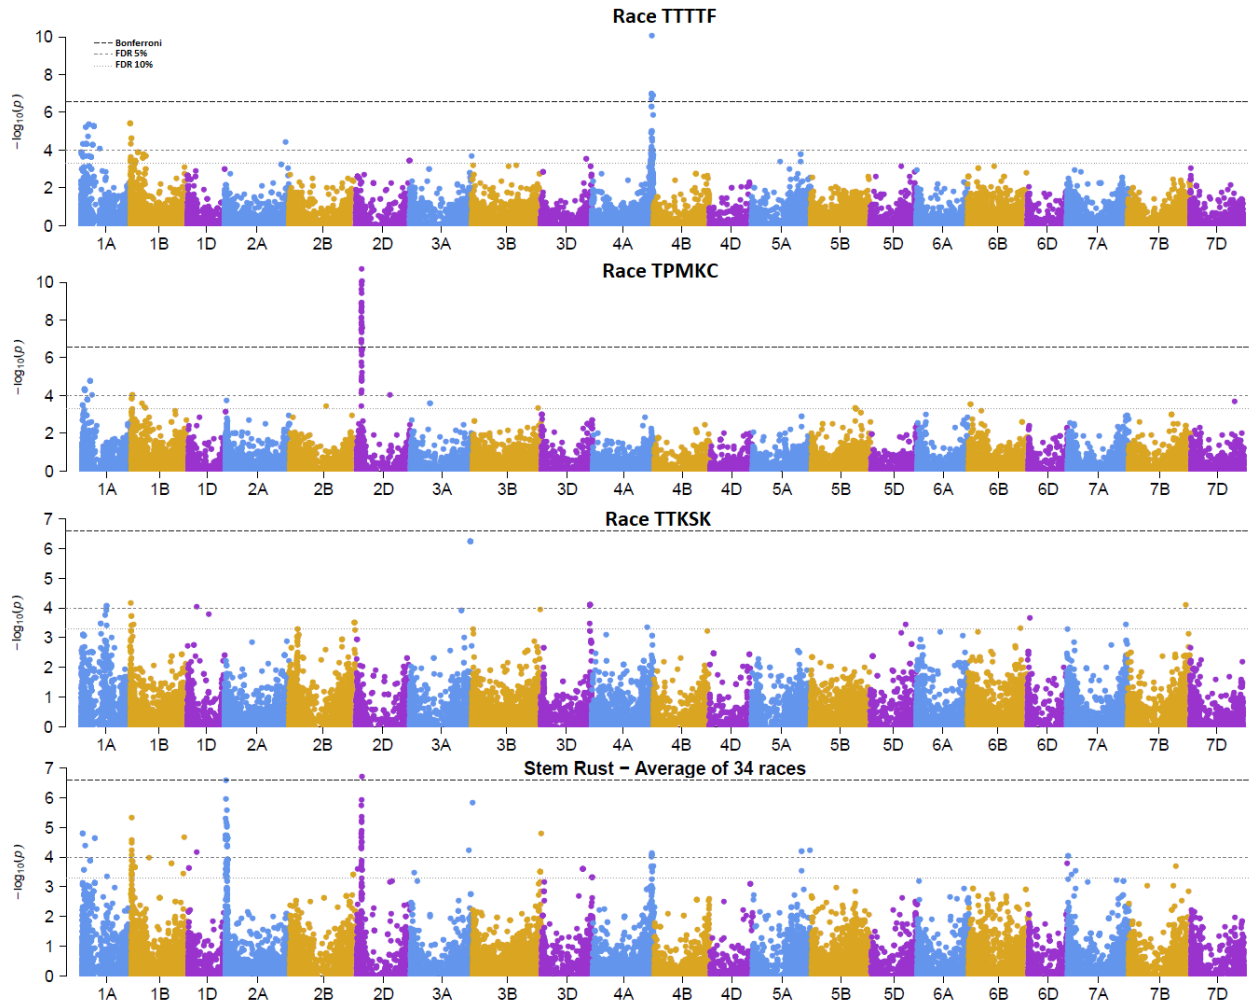 Race TTTTF
Bonferroni
FDR 5%
FDR 10%
−log10(p)
10
8
6
4
2
0
1A 1B 1D 2A 2B 2D 3A 3B 3D 4A 4B 4D 5A 5B 5D 6A 6B 6D 7A 7B 7D
Race TPMKC
−log10(p)
10
8
6
4
2
0
1A 1B 1D 2A 2B 2D 3A 3B 3D 4A 4B 4D 5A 5B 5D 6A 6B 6D 7A 7B 7D
Race TTKSK
−log10(p)
7
6
5
4
3
2
1
0
1A 1B 1D 2A 2B 2D 3A 3B 3D 4A 4B 4D 5A 5B 5D 6A 6B 6D 7A 7B 7D
Stem Rust − Average of 34 races
−log10(p)
7
6
5
4
3
2
1
0
1A 1B 1D 2A 2B 2D 3A 3B 3D 4A 4B 4D 5A 5B 5D 6A 6B 6D 7A 7B 7D